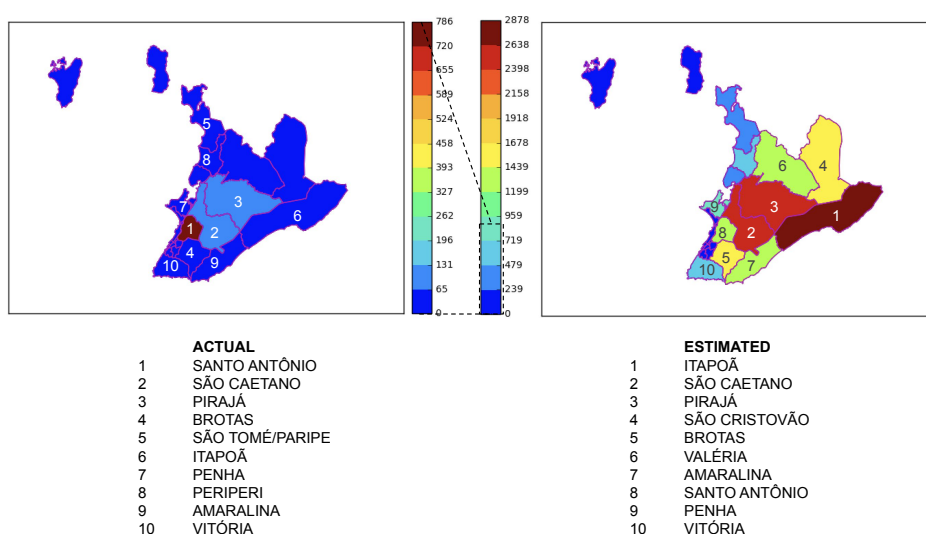 786
720
655
589
524
458
393
327
262
196
131
65
0
2878
2638
2398
2158
1918
1678
1439
1199
959
719
479
239
0
5
8
3
7
1
2
6
4
10
9
6
4
3
1
9
8
2
5
7
10
ACTUAL
1 SANTO ANTÔNIO
2 SÃO CAETANO
3 PIRAJÁ
4 BROTAS
5 SÃO TOMÉ/PARIPE
6 ITAPOÃ
7 PENHA
8 PERIPERI
9 AMARALINA
10 VITÓRIA
ESTIMATED
1 ITAPOÃ
2 SÃO CAETANO
3 PIRAJÁ
4 SÃO CRISTOVÃO
5 BROTAS
6 VALÉRIA
7 AMARALINA
8 SANTO ANTÔNIO
9 PENHA
10 VITÓRIA